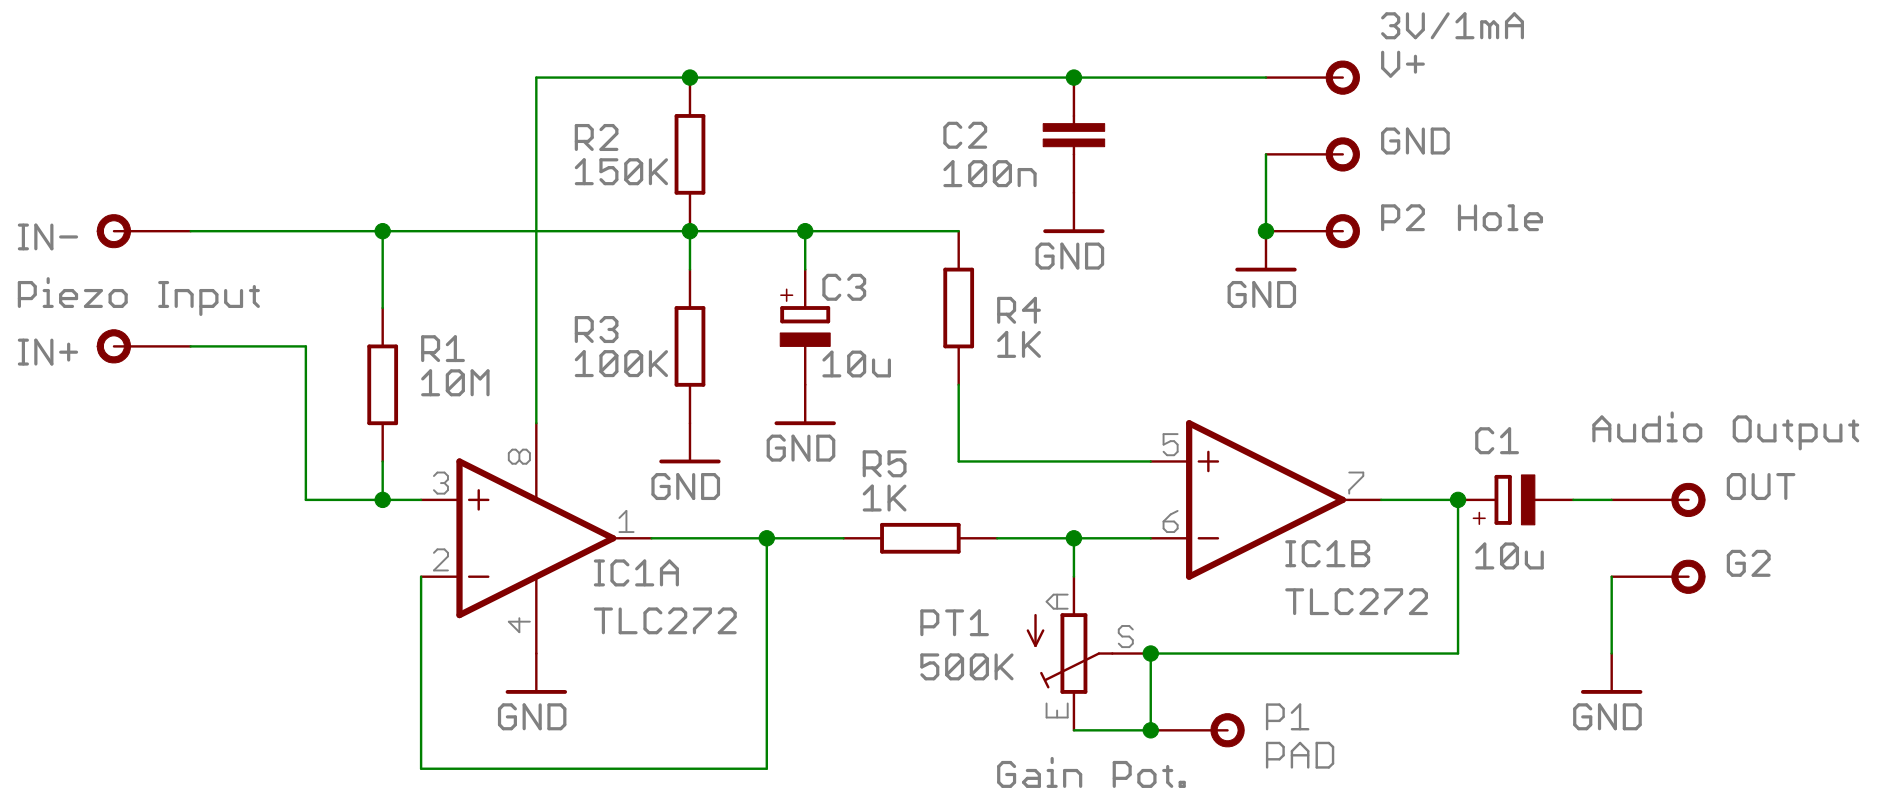 3V/1mA
V+
GND
P2 Hole
GND
R2
150K
C2
100n
GND
IN-
Piezo Input
IN+
R1
10M
R3
100K
+
C3
10u
GND
GND
R4
1K
8
3
+
2
-
1
4
IC1A
TLC272
GND
R5
1K
5
+
6
-
7
IC1B
TLC272
C1
+
10u
Audio Output
OUT
G2
GND
PT1
500K
A
S
E
P1
PAD
Gain Pot.